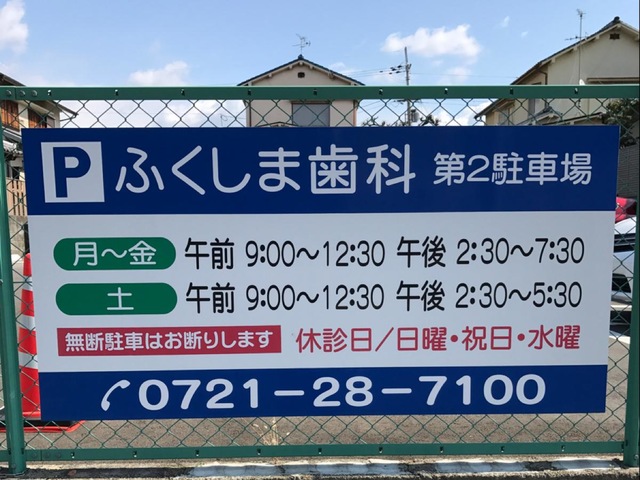 P ふくしま歯科 第2駐車場
月〜金 午前 9:00〜12:30 午後 2:30〜7:30
土 午前 9:00〜12:30 午後 2:30〜5:30
無断駐車はお断りします 休診日/日曜・祝日・水曜
0721-28-7100